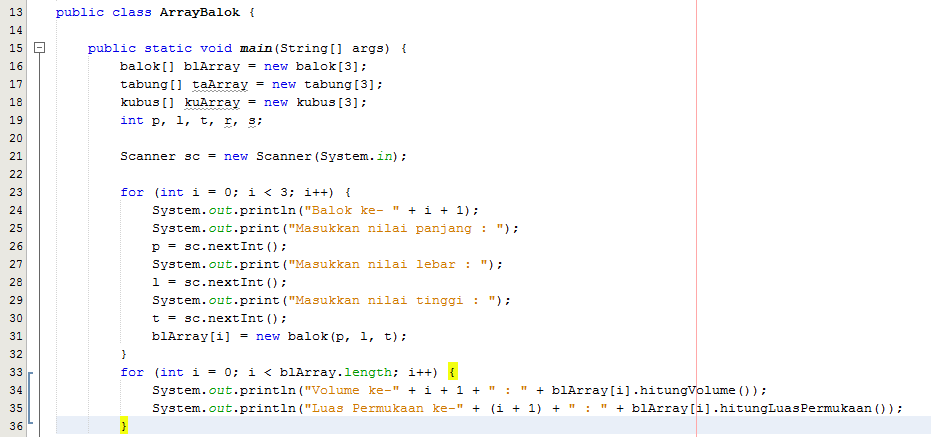 13 public class ArrayBalok {
14
15 public static void main(String[] args) {
16 balok[] blArray = new balok[3];
17 tabung[] taArray = new tabung[3];
18 kubus[] kuArray = new kubus[3];
19 int p, l, t, r, s;
20
21 Scanner sc = new Scanner(System.in);
22
23 for (int i = 0; i < 3; i++) {
24 System.out.println("Balok ke- " + i + 1);
25 System.out.print("Masukkan nilai panjang : ");
26 p = sc.nextInt();
27 System.out.print("Masukkan nilai lebar : ");
28 l = sc.nextInt();
29 System.out.print("Masukkan nilai tinggi : ");
30 t = sc.nextInt();
31 blArray[i] = new balok(p, l, t);
32 }
33 for (int i = 0; i < blArray.length; i++) {
34 System.out.println("Volume ke-" + i + 1 + " : " + blArray[i].hitungVolume());
35 System.out.println("Luas Permukaan ke-" + (i + 1) + " : " + blArray[i].hitungLuasPermukaan());
36 }